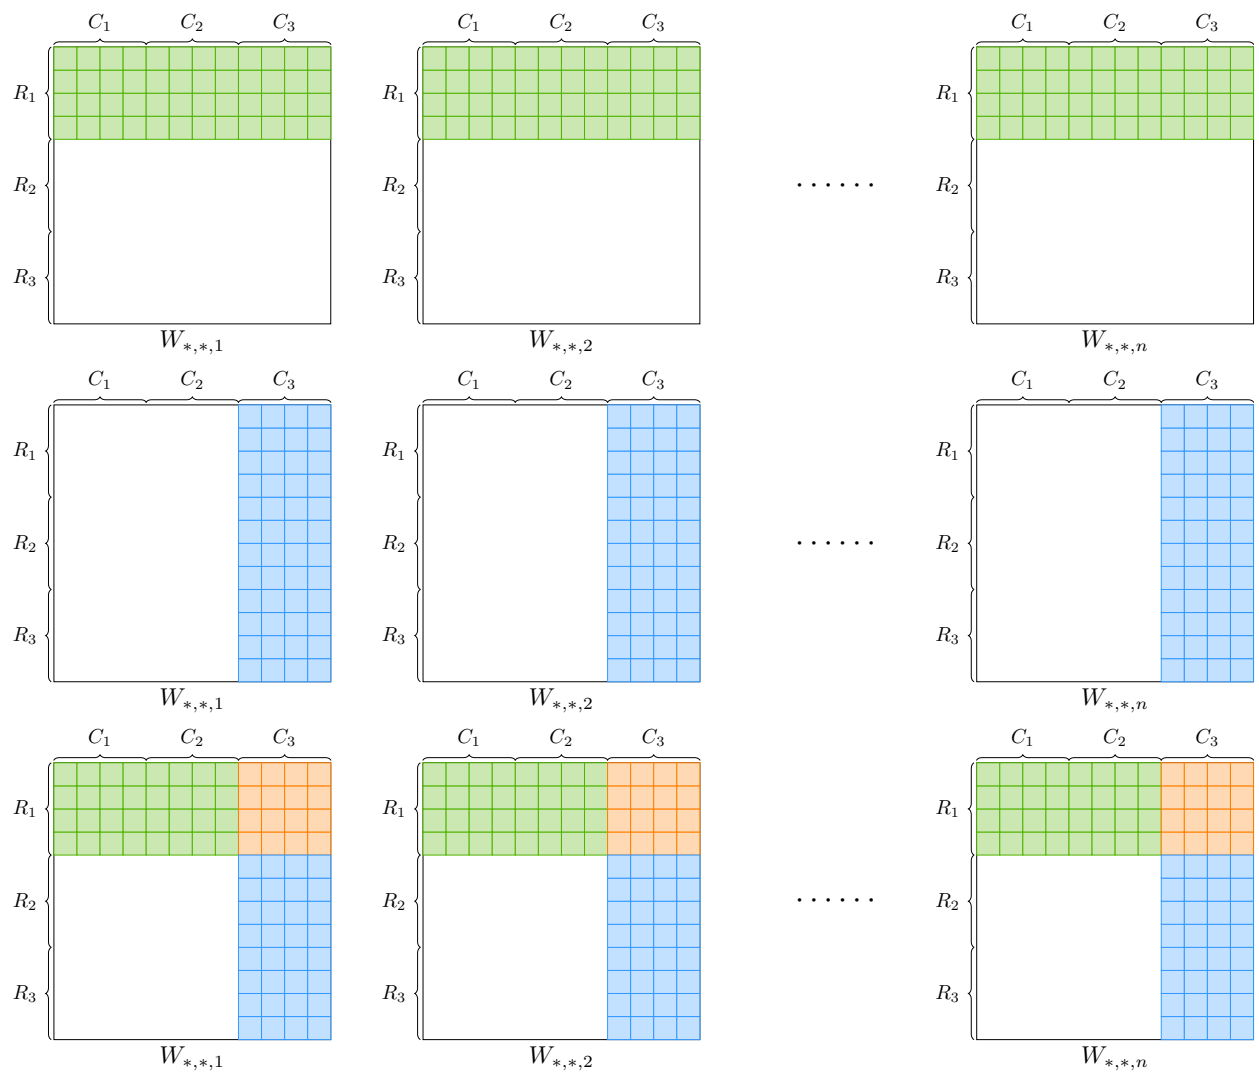 C₁ C₂ C₃ C₁ C₂ C₃ C₁ C₂ C₃
R₁ R₁ R₁
R₂ R₂ ...... R₂
R₃ R₃ R₃
W∗,∗,1 W∗,∗,2 W∗,∗,n
C₁ C₂ C₃ C₁ C₂ C₃ C₁ C₂ C₃
R₁ R₁ R₁
R₂ R₂ ...... R₂
R₃ R₃ R₃
W∗,∗,1 W∗,∗,2 W∗,∗,n
C₁ C₂ C₃ C₁ C₂ C₃ C₁ C₂ C₃
R₁ R₁ R₁
R₂ R₂ ...... R₂
R₃ R₃ R₃
W∗,∗,1 W∗,∗,2 W∗,∗,n